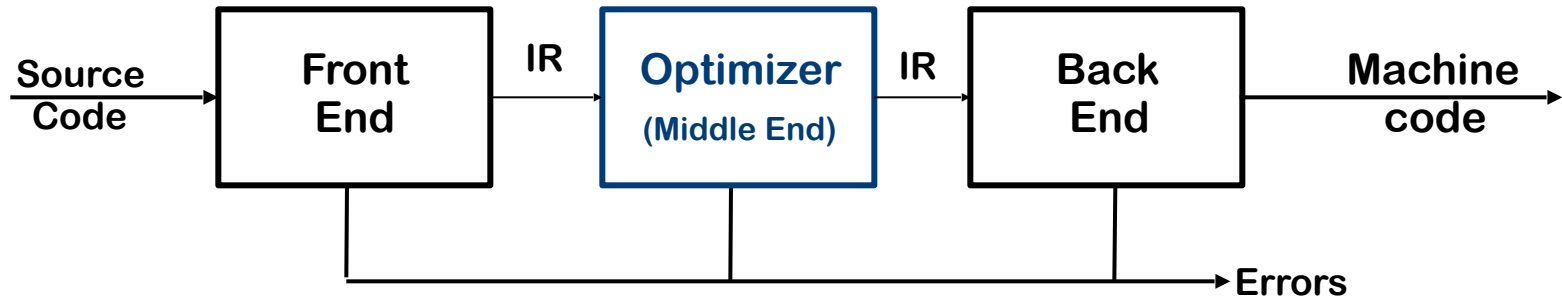 Source
Code
Front
End
IR
Optimizer
(Middle End)
IR
Back
End
Machine
code
Errors